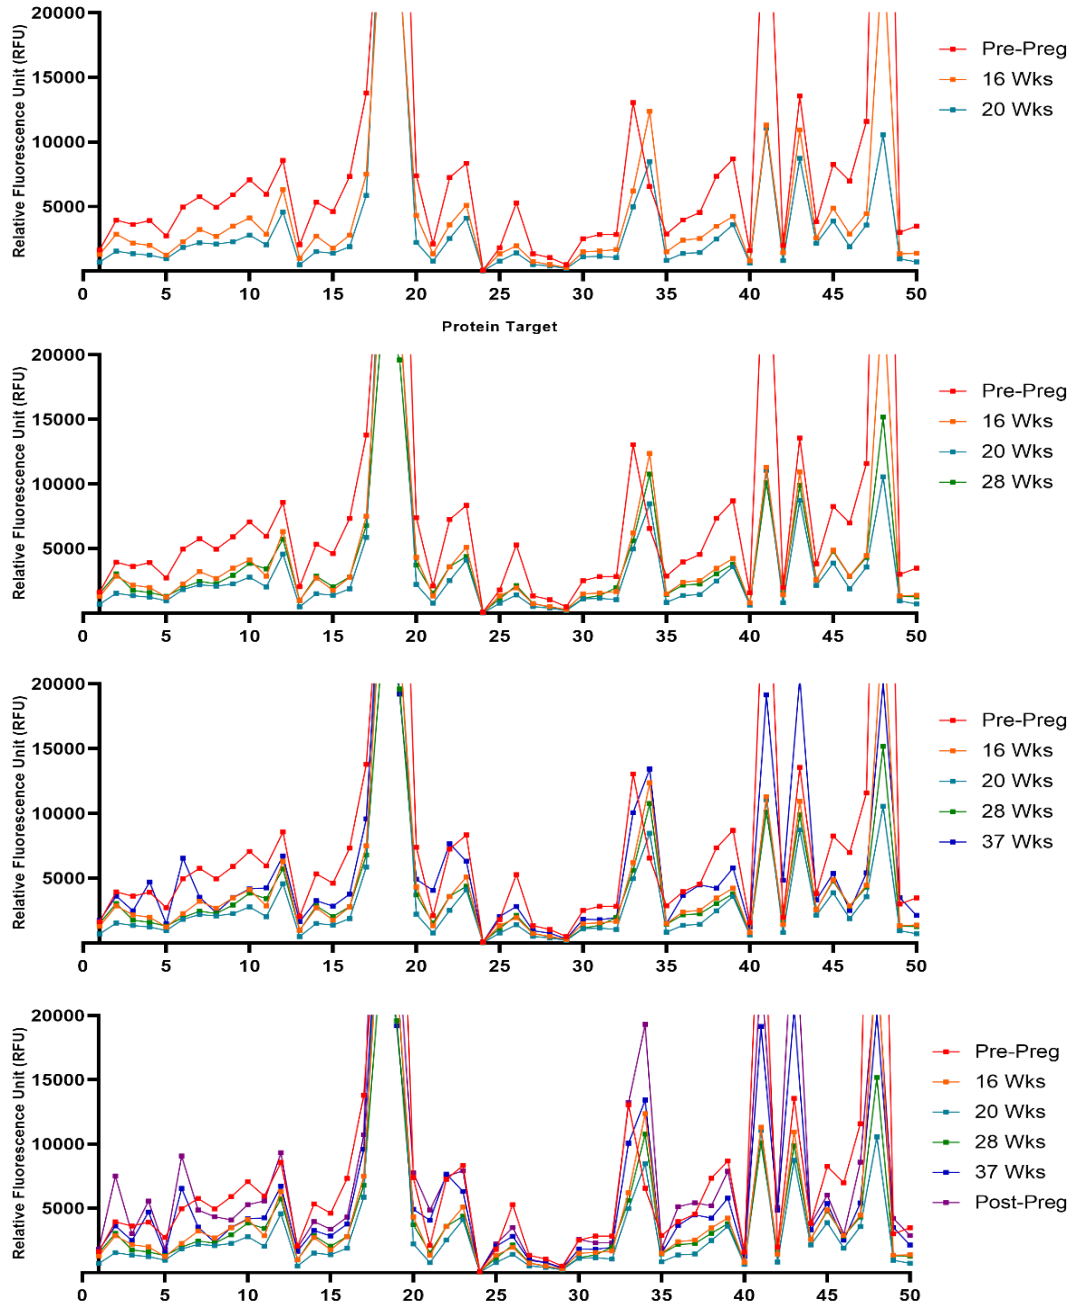 Relative Fluorescence Unit (RFU)
20000
15000
10000
5000
0 5 10 15 20 25 30 35 40 45 50
Protein Target
Pre-Preg
16 Wks
20 Wks
Relative Fluorescence Unit (RFU)
20000
15000
10000
5000
0 5 10 15 20 25 30 35 40 45 50
Pre-Preg
16 Wks
20 Wks
28 Wks
Relative Fluorescence Unit (RFU)
20000
15000
10000
5000
0 5 10 15 20 25 30 35 40 45 50
Pre-Preg
16 Wks
20 Wks
28 Wks
37 Wks
Relative Fluorescence Unit (RFU)
20000
15000
10000
5000
0 5 10 15 20 25 30 35 40 45 50
Pre-Preg
16 Wks
20 Wks
28 Wks
37 Wks
Post-Preg